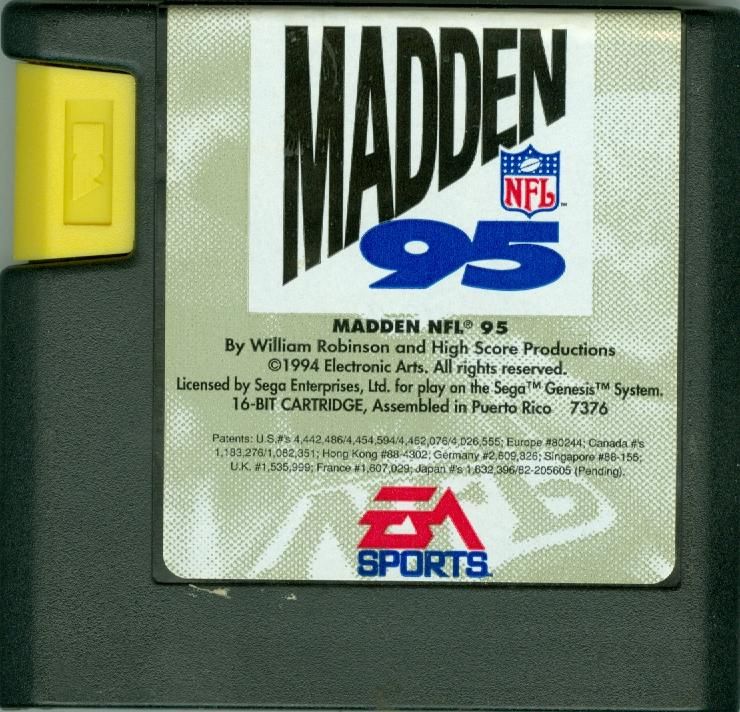 MADDEN
NFL
™
95
MADDEN NFL® 95
By William Robinson and High Score Productions
©1994 Electronic Arts. All rights reserved.
Licensed by Sega Enterprises, Ltd. for play on the Sega™ Genesis™ System.
16-BIT CARTRIDGE, Assembled in Puerto Rico 7376
Patents: U.S.#'s 4,442,486/4,454,594/4,462,076/4,026,555; Europe #80244; Canada #'s
1,183,276/1,082,351; Hong Kong #88-4302; Germany #2,609,826; Singapore #88-155;
U.K. #1,535,999; France #1,607,029; Japan #'s 1,632,396/82-205605 (Pending).
EA
SPORTS™